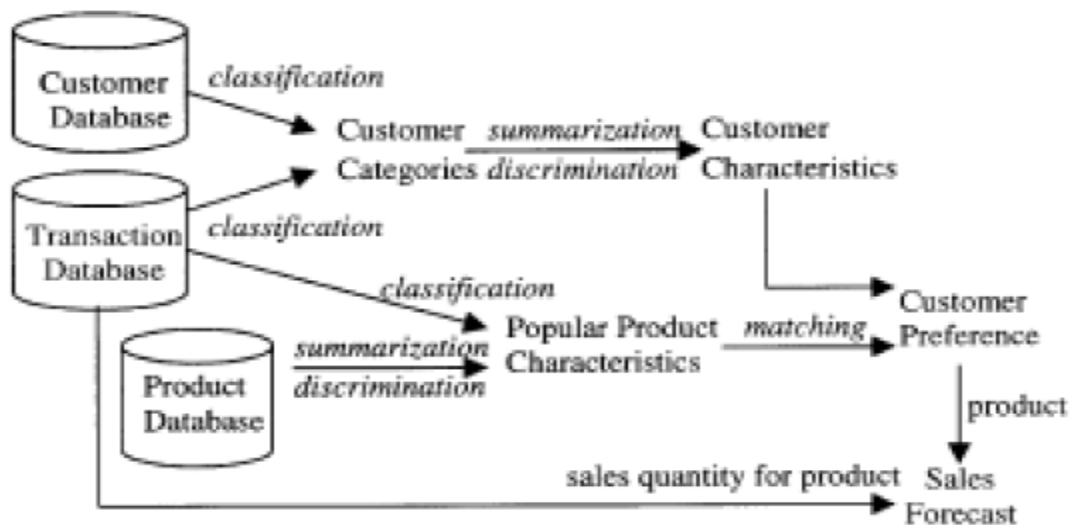 Customer
Database
classification
Customer
Categories
summarization
discrimination
Customer
Characteristics
Transaction
Database
classification
classification
Popular Product
Characteristics
matching
Customer
Preference
Product
Database
summarization
discrimination
product
sales quantity for product
Sales
Forecast